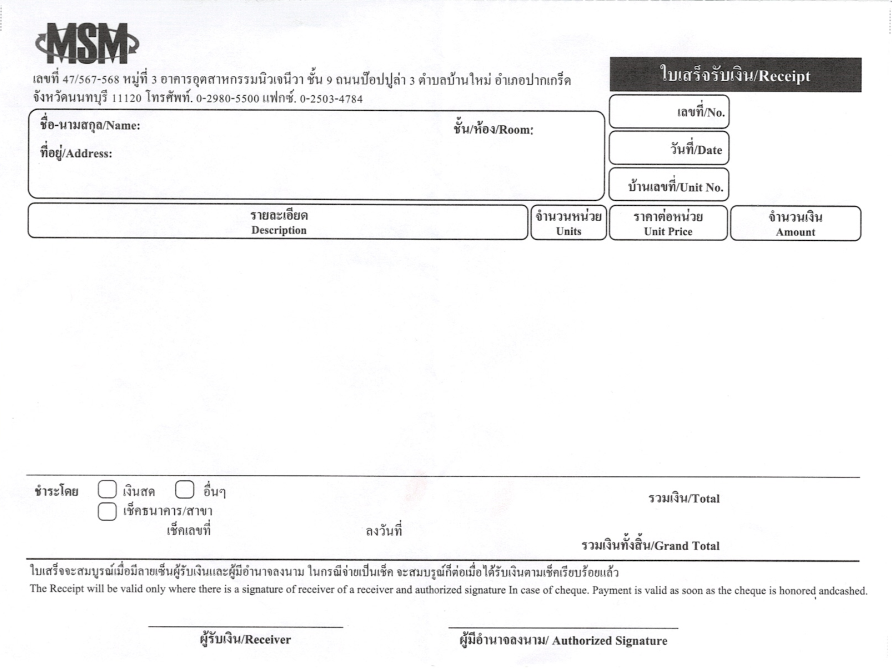 MSM
เลขที่ 47/567-568 หมู่ที่ 3 อาคารอุตสาหกรรมนิวเจนีวา ชั้น 9 ถนนป๊อปปูล่า 3 ตำบลบ้านใหม่ อำเภอปากเกร็ด
จังหวัดนนทบุรี 11120 โทรศัพท์. 0-2980-5500 แฟกซ์. 0-2503-4784
ใบเสร็จรับเงิน/Receipt
ชื่อ-นามสกุล/Name: ชั้น/ห้อง/Room:
ที่อยู่/Address:
เลขที่/No.
วันที่/Date
บ้านเลขที่/Unit No.
รายละเอียด จำนวนหน่วย ราคาต่อหน่วย จำนวนเงิน
Description Units Unit Price Amount
ชำระโดย เงินสด อื่นๆ รวมเงิน/Total
เช็คธนาคาร/สาขา
เช็คเลขที่ ลงวันที่
รวมเงินทั้งสิ้น/Grand Total
ใบเสร็จจะสมบูรณ์เมื่อมีลายเซ็นผู้รับเงินและผู้มีอำนาจลงนาม ในกรณีจ่ายเป็นเช็ค จะสมบรูณ์ก็ต่อเมื่อได้รับเงินตามเช็คเรียบร้อยแล้ว
The Receipt will be valid only where there is a signature of receiver of a receiver and authorized signature In case of cheque. Payment is valid as soon as the cheque is honored andcashed.
ผู้รับเงิน/Receiver ผู้มีอำนาจลงนาม/ Authorized Signature